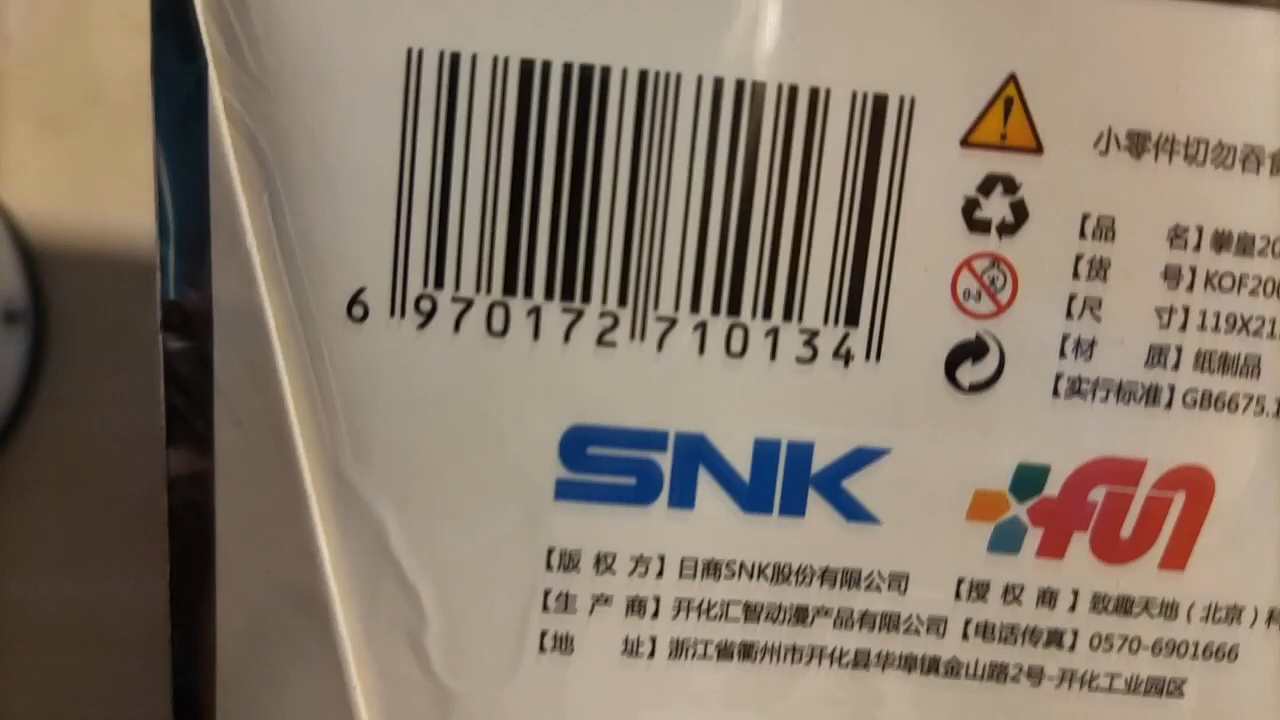 6 970172 710134
小零件切勿吞食
【品 名】拳皇20
【货 号】KOF200
【尺 寸】119X21
【材 质】纸制品
【实行标准】GB6675.1
0-3
SNK
fun
【版 权 方】日商SNK股份有限公司
【授 权 商】致趣天地(北京)科
【生 产 商】开化汇智动漫产品有限公司【电话传真】0570-6901666
【地 址】浙江省衢州市开化县华埠镇金山路2号-开化工业园区